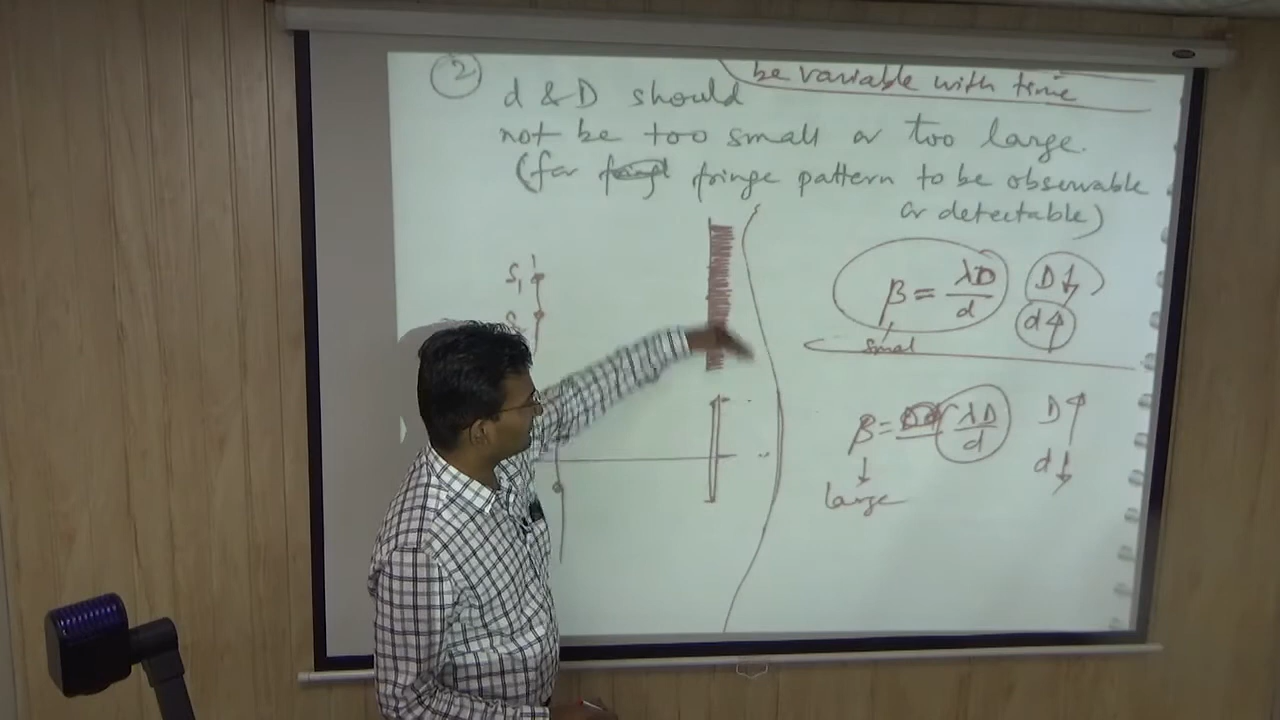 be variable with time
2
d & D should
not be too small or too large.
(for fringe pattern to be observable
or detectable)
S₁
S
β = λD/d D↓
d↑
small
β = λD/d D↑
d↓
large